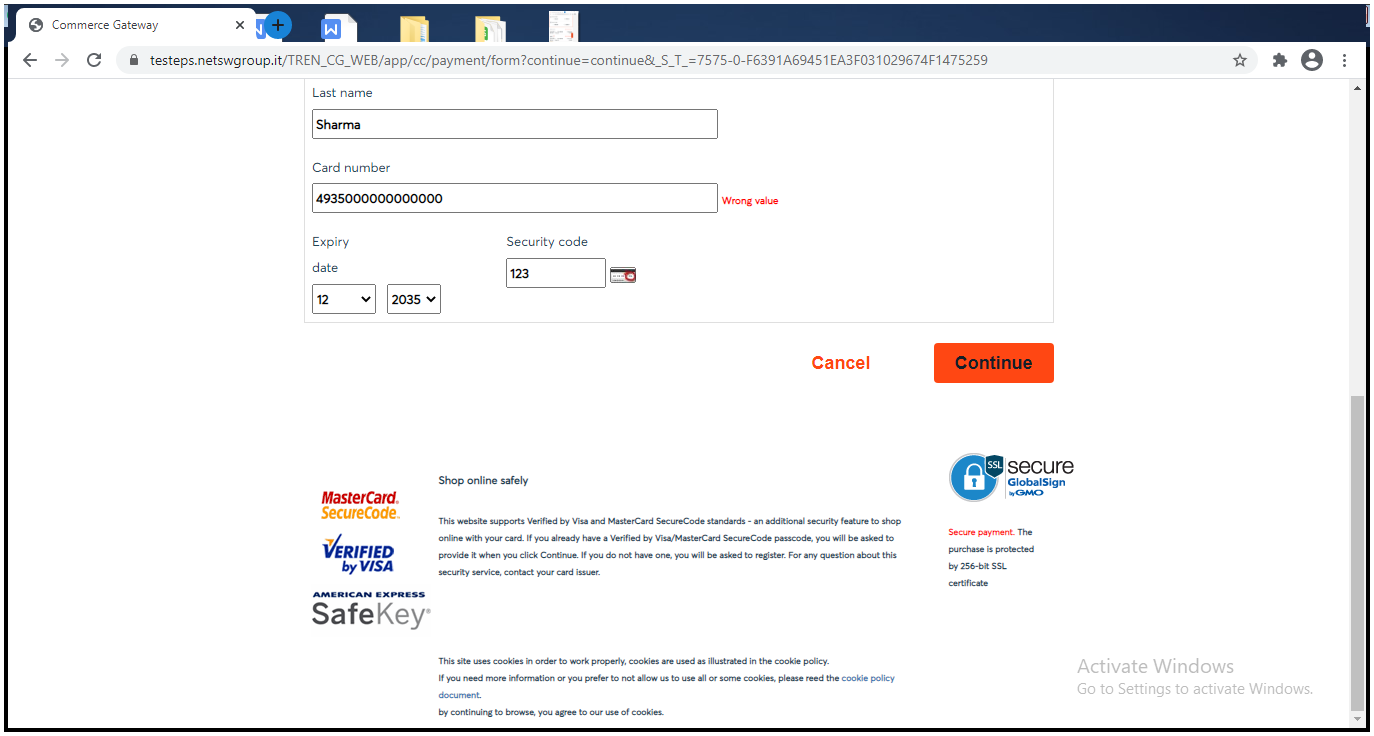 Commerce Gateway
testeps.netswgroup.it/TREN_CG_WEB/app/cc/payment/form?continue=continue&_S_T_=7575-0-F6391A69451EA3F031029674F1475259
Last name
Sharma
Card number
4935000000000000 Wrong value
Expiry
date
Security code
123
12 2035
Cancel Continue
MasterCard.
SecureCode.
VERIFIED
by VISA
AMERICAN EXPRESS
SafeKey®
Shop online safely
This website supports Verified by Visa and MasterCard SecureCode standards - an additional security feature to shop
online with your card. If you already have a Verified by Visa/MasterCard SecureCode passcode, you will be asked to
provide it when you click Continue. If you do not have one, you will be asked to register. For any question about this
security service, contact your card issuer.
SSL secure
GlobalSign
by GMO
Secure payment. The
purchase is protected
by 256-bit SSL
certificate
This site uses cookies in order to work properly, cookies are used as illustrated in the cookie policy.
If you need more information or you prefer to not allow us to use all or some cookies, please reed the cookie policy
document.
by continuing to browse, you agree to our use of cookies.
Activate Windows
Go to Settings to activate Windows.